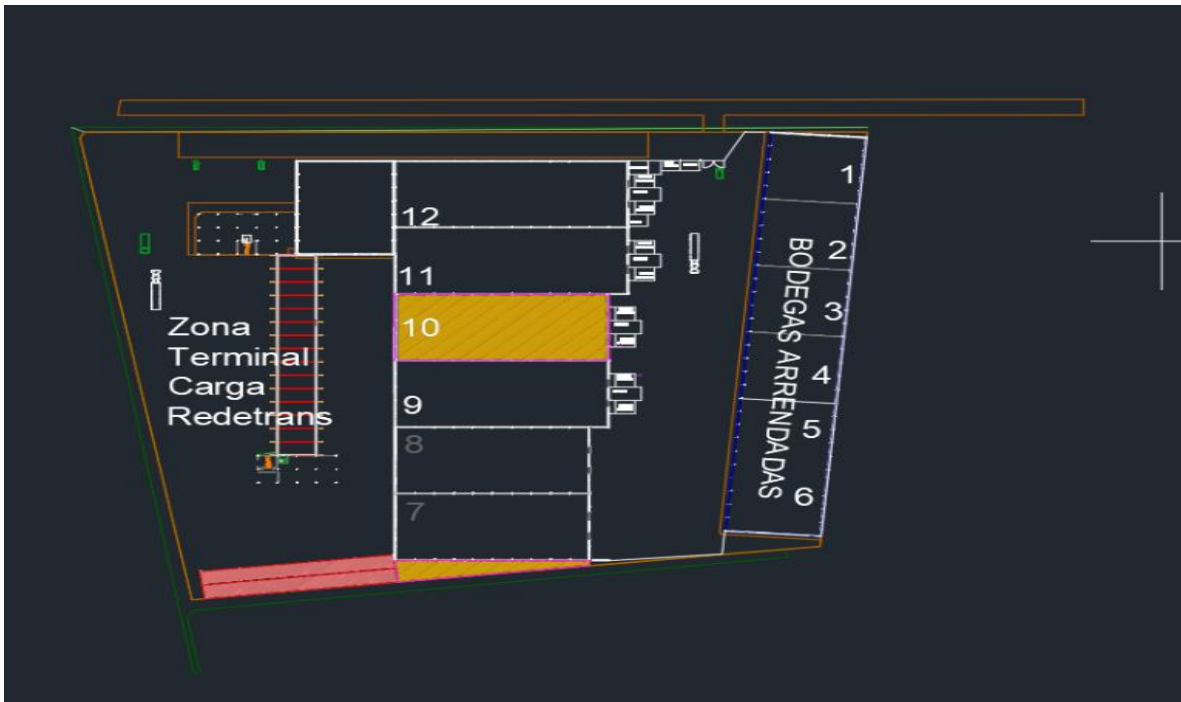 1
12
2
BODEGAS ARRENDADAS
11
3
10
Zona
Terminal
Carga
Redetrans
4
9
5
8
6
7